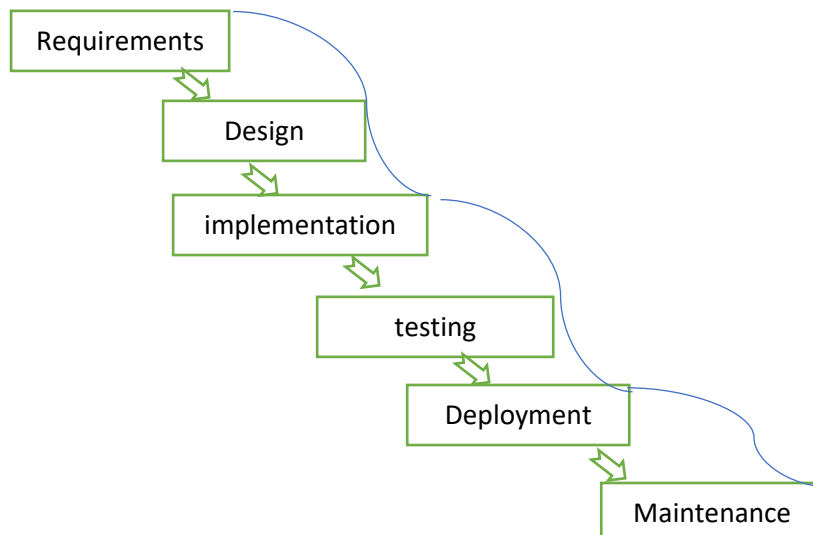 Requirements
Design
implementation
testing
Deployment
Maintenance